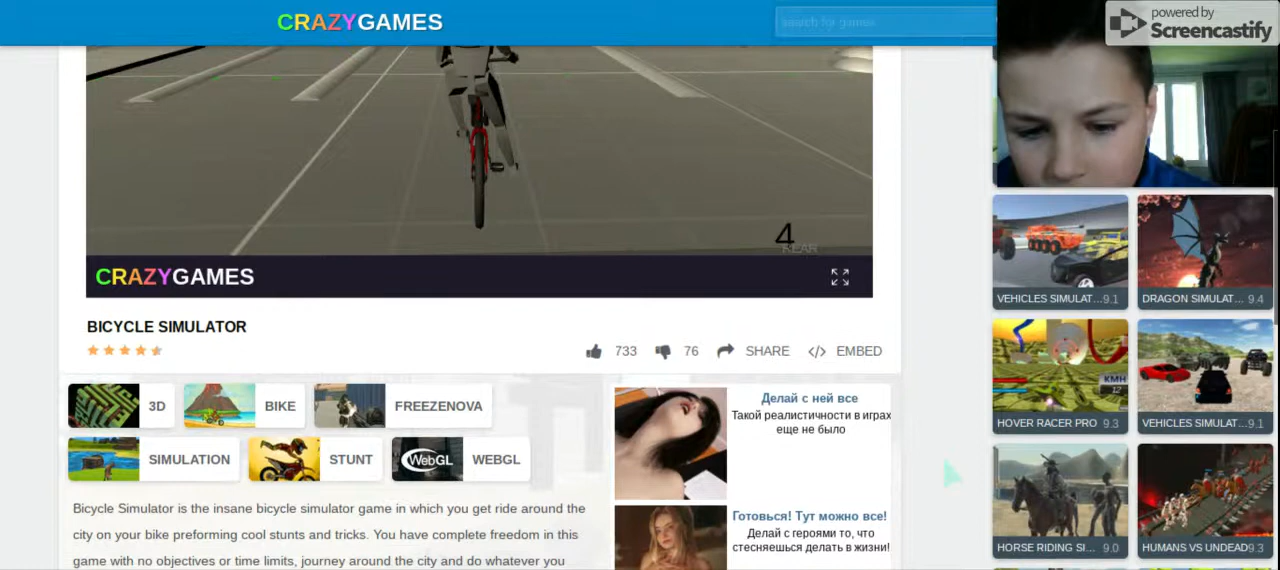 CRAZYGAMES
search for games
powered by
Screencastify
4
REAR
CRAZYGAMES
BICYCLE SIMULATOR
733
76
SHARE
EMBED
3D
BIKE
FREEZENOVA
SIMULATION
STUNT
WebGL
WEBGL
Bicycle Simulator is the insane bicycle simulator game in which you get ride around the
city on your bike preforming cool stunts and tricks. You have complete freedom in this
game with no objectives or time limits, journey around the city and do whatever you
Делай с ней все
Такой реалистичности в играх
еще не было
Готовься! Тут можно все!
Делай с героями то, что
стесняешься делать в жизни!
VEHICLES SIMULAT... 9.1
DRAGON SIMULAT... 9.4
KMH
12
HOVER RACER PRO 9.3
VEHICLES SIMULAT... 9.1
HORSE RIDING SI... 9.0
HUMANS VS UNDEAD 9.3